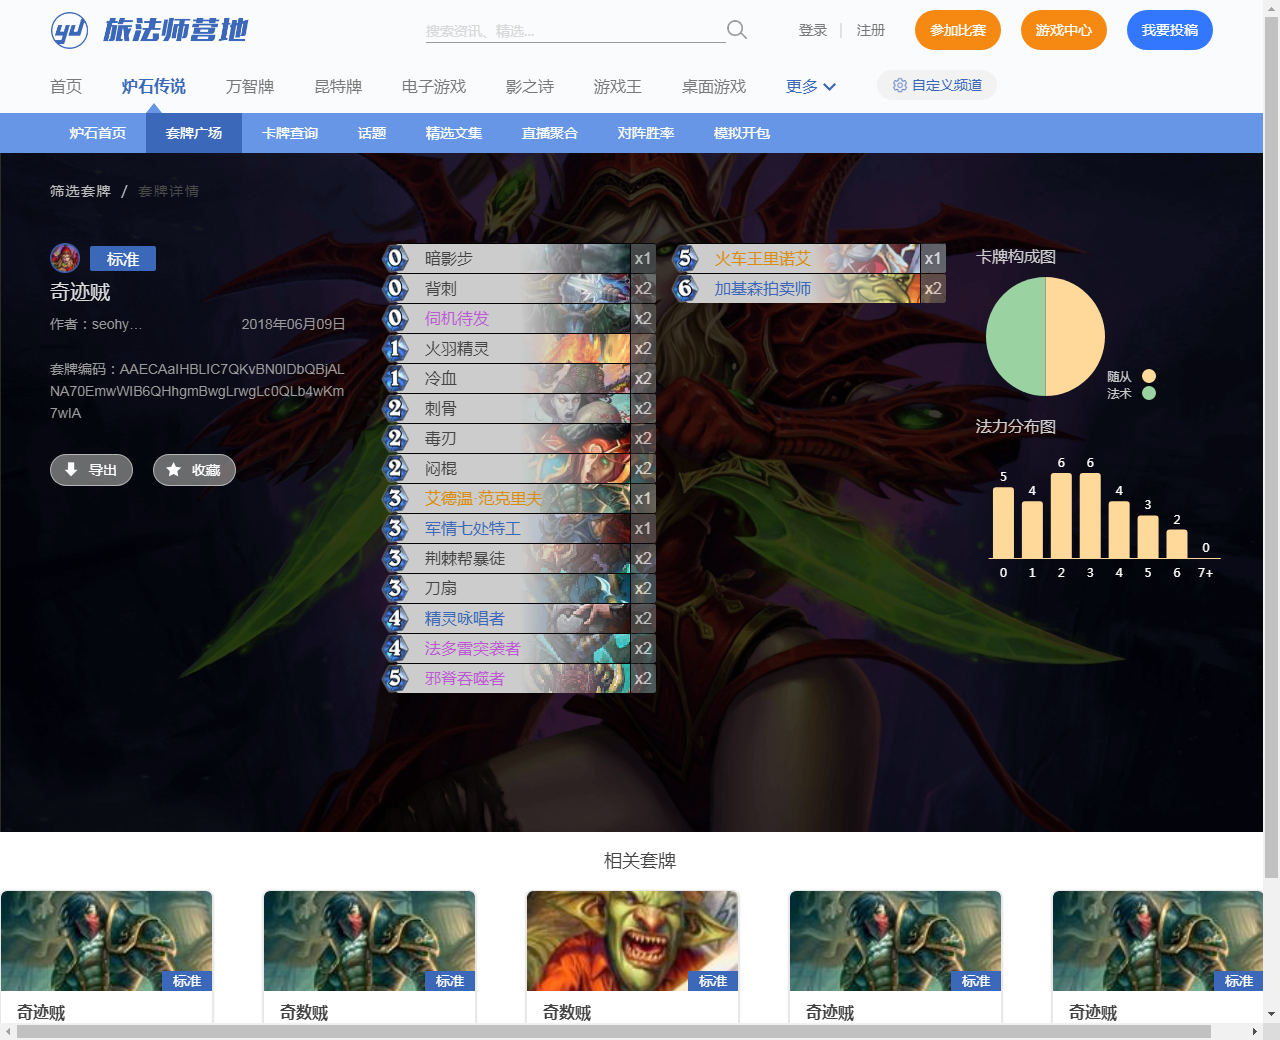 旅法师营地
搜索资讯、精选...
登录 | 注册
参加比赛
游戏中心
我要投稿
首页 炉石传说 万智牌 昆特牌 电子游戏 影之诗 游戏王 桌面游戏 更多 自定义频道
炉石首页 套牌广场 卡牌查询 话题 精选文集 直播聚合 对阵胜率 模拟开包
筛选套牌 / 套牌详情
标准
奇迹贼
作者：seohy... 2018年06月09日
套牌编码：AAECAaIHBLIC7QKvBN0IDbQBjAL
NA70EmwWIB6QHhgmBwgLrwgLc0QLb4wKm
7wIA
导出 收藏
0 暗影步 x1
0 背刺 x2
0 伺机待发 x2
1 火羽精灵 x2
1 冷血 x2
2 刺骨 x2
2 毒刃 x2
2 闷棍 x2
3 艾德温·范克里夫 x1
3 军情七处特工 x1
3 荆棘帮暴徒 x2
3 刀扇 x2
4 精灵咏唱者 x2
4 法多雷突袭者 x2
5 邪脊吞噬者 x2
5 火车王里诺艾 x1
6 加基森拍卖师 x2
卡牌构成图
随从
法术
法力分布图
5 4 6 6 4 3 2 0
0 1 2 3 4 5 6 7+
相关套牌
标准 标准 标准 标准 标准
奇迹贼 奇数贼 奇数贼 奇迹贼 奇迹贼